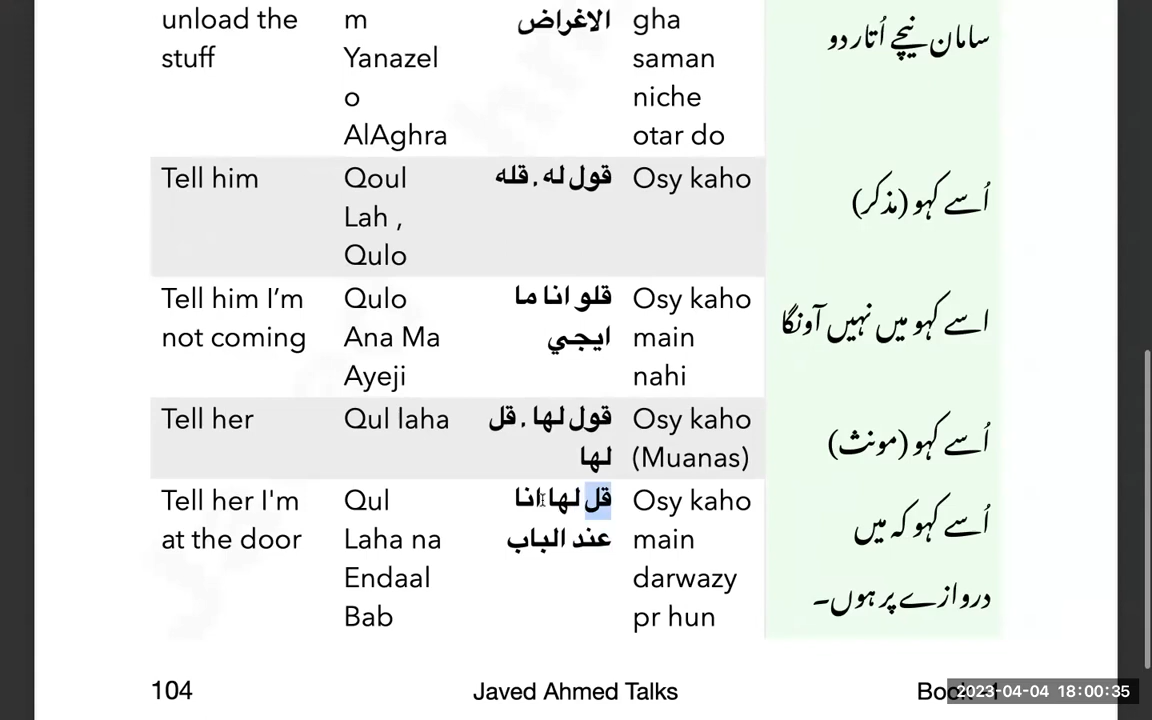 unload the
stuff
m
Yanazel
o
AlAghra
الاغراض
gha
saman
niche
otar do
سامان نیچے اُتار دو
Tell him
Qoul
Lah ,
Qulo
قول له , قله
Osy kaho
اُسے کہو (مذکر)
Tell him I’m
not coming
Qulo
Ana Ma
Ayeji
قلو انا ما
ايجي
Osy kaho
main
nahi
اسے کہو میں نہیں آونگا
Tell her
Qul laha
قول لها , قل
لها
Osy kaho
(Muanas)
اُسے کہو (مونث)
Tell her I'm
at the door
Qul
Laha na
Endaal
Bab
قل لها انا
عند الباب
Osy kaho
main
darwazy
pr hun
اُسے کہو کہ میں
دروازے پر ہوں۔
104
Javed Ahmed Talks
2023-04-04 18:00:35